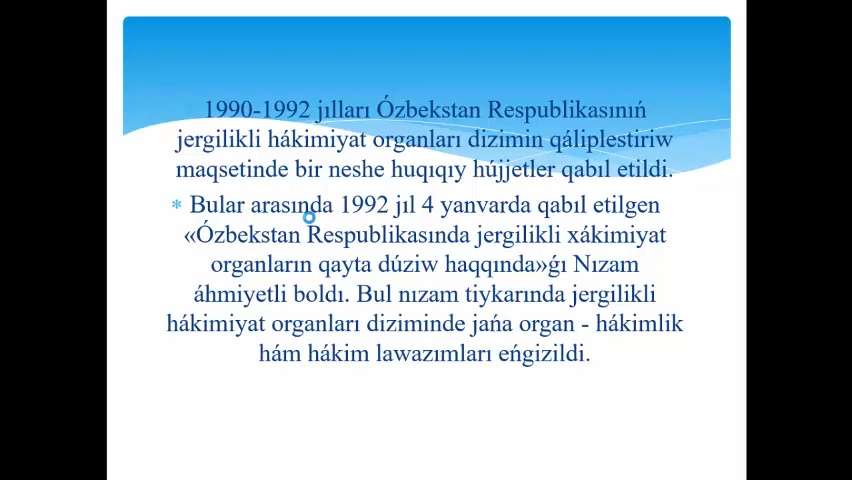 1990-1992 jılları Ózbekstan Respublikasınıń
jergilikli hákimiyat organları dizimin qáliplestiriw
maqsetinde bir neshe huqıqıy hújjetler qabıl etildi.
* Bular arasında 1992 jıl 4 yanvarda qabıl etilgen
«Ózbekstan Respublikasında jergilikli xákimiyat
organların qayta dúziw haqqında»ǵı Nızam
áhmiyetli boldı. Bul nızam tiykarında jergilikli
hákimiyat organları diziminde jańa organ - hákimlik
hám hákim lawazımları eńgizildi.